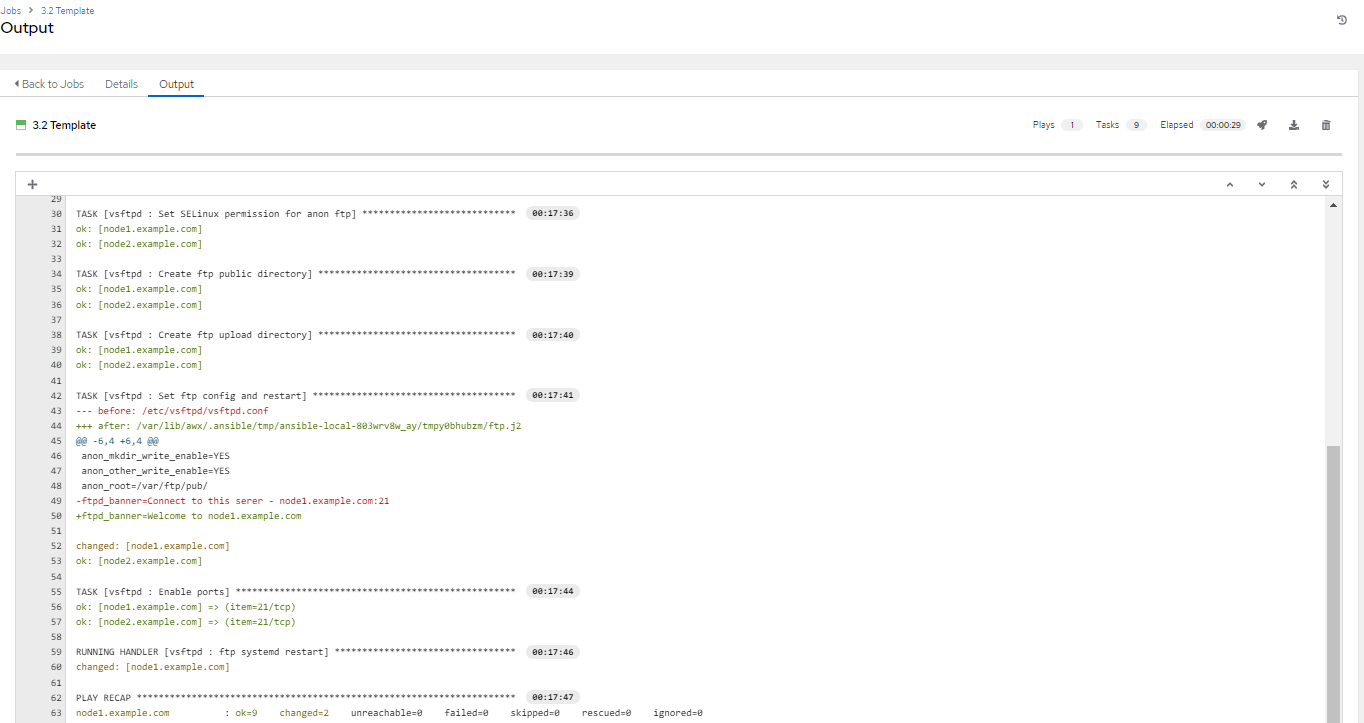 Jobs > 3.2 Template
Output
Back to Jobs Details Output
3.2 Template Plays 1 Tasks 9 Elapsed 00:00:29
29
30 TASK [vsftpd : Set SELinux permission for anon ftp] **************************** 00:17:36
31 ok: [node1.example.com]
32 ok: [node2.example.com]
33
34 TASK [vsftpd : Create ftp public directory] ************************************ 00:17:39
35 ok: [node1.example.com]
36 ok: [node2.example.com]
37
38 TASK [vsftpd : Create ftp upload directory] ************************************ 00:17:40
39 ok: [node1.example.com]
40 ok: [node2.example.com]
41
42 TASK [vsftpd : Set ftp config and restart] ************************************* 00:17:41
43 --- before: /etc/vsftpd/vsftpd.conf
44 +++ after: /var/lib/awx/.ansible/tmp/ansible-local-803wrv8w_ay/tmpy0bhubzm/ftp.j2
45 @@ -6,4 +6,4 @@
46 anon_mkdir_write_enable=YES
47 anon_other_write_enable=YES
48 anon_root=/var/ftp/pub/
49 -ftpd_banner=Connect to this serer - node1.example.com:21
50 +ftpd_banner=Welcome to node1.example.com
51
52 changed: [node1.example.com]
53 ok: [node2.example.com]
54
55 TASK [vsftpd : Enable ports] *************************************************** 00:17:44
56 ok: [node1.example.com] => (item=21/tcp)
57 ok: [node2.example.com] => (item=21/tcp)
58
59 RUNNING HANDLER [vsftpd : ftp systemd restart] ********************************* 00:17:46
60 changed: [node1.example.com]
61
62 PLAY RECAP ********************************************************************* 00:17:47
63 node1.example.com : ok=9 changed=2 unreachable=0 failed=0 skipped=0 rescued=0 ignored=0